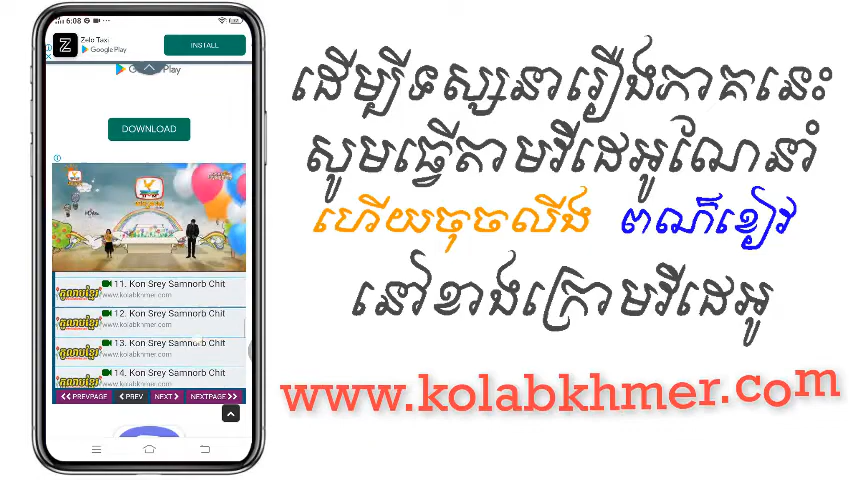 6:08
Zelo Taxi
Google Play
INSTALL
Google Play
DOWNLOAD
11. Kon Srey Samnorb Chit
www.kolabkhmer.com
12. Kon Srey Samnorb Chit
www.kolabkhmer.com
13. Kon Srey Samnorb Chit
www.kolabkhmer.com
14. Kon Srey Samnorb Chit
PREVPAGE
PREV
NEXT
NEXTPAGE
ដើម្បីទស្សនារឿងភាគនេះ
សូមធ្វើតាមវីដេអូណែនាំ
ហើយចុចលីង ពណ៌ខៀវ
នៅខាងក្រោមវីដេអូ
www.kolabkhmer.com